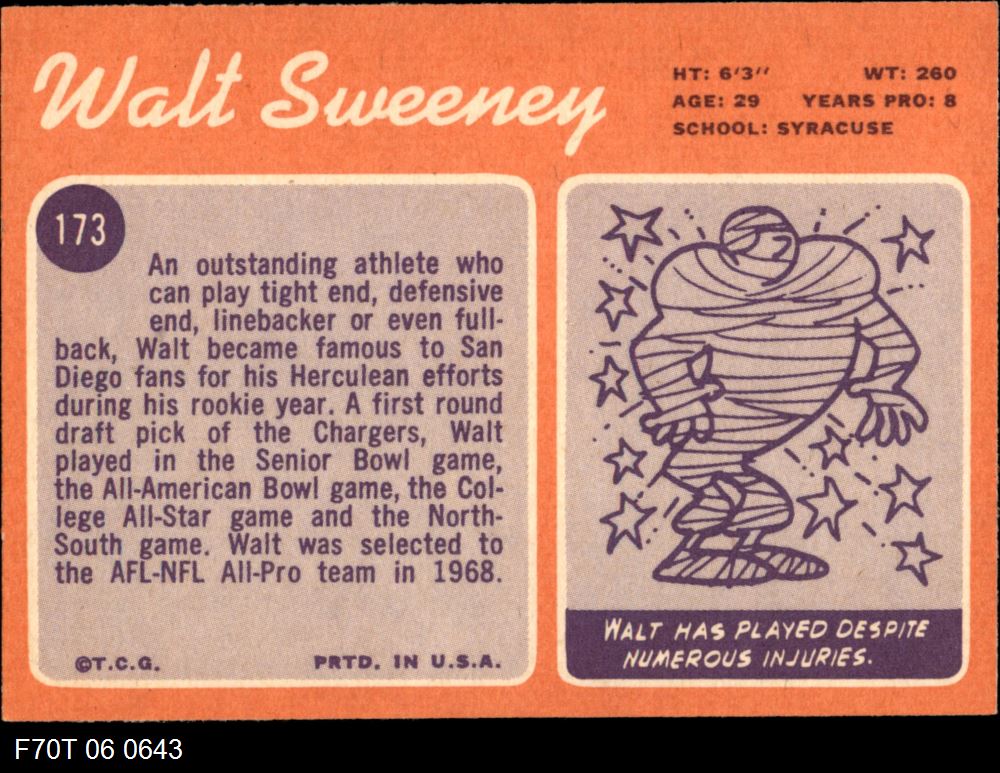 Walt Sweeney
HT: 6'3" WT: 260
AGE: 29 YEARS PRO: 8
SCHOOL: SYRACUSE
173
An outstanding athlete who
can play tight end, defensive
end, linebacker or even full-
back, Walt became famous to San
Diego fans for his Herculean efforts
during his rookie year. A first round
draft pick of the Chargers, Walt
played in the Senior Bowl game,
the All-American Bowl game, the Col-
lege All-Star game and the North-
South game. Walt was selected to
the AFL-NFL All-Pro team in 1968.
©T.C.G. PRTD. IN U.S.A.
WALT HAS PLAYED DESPITE
NUMEROUS INJURIES.
F70T 06 0643